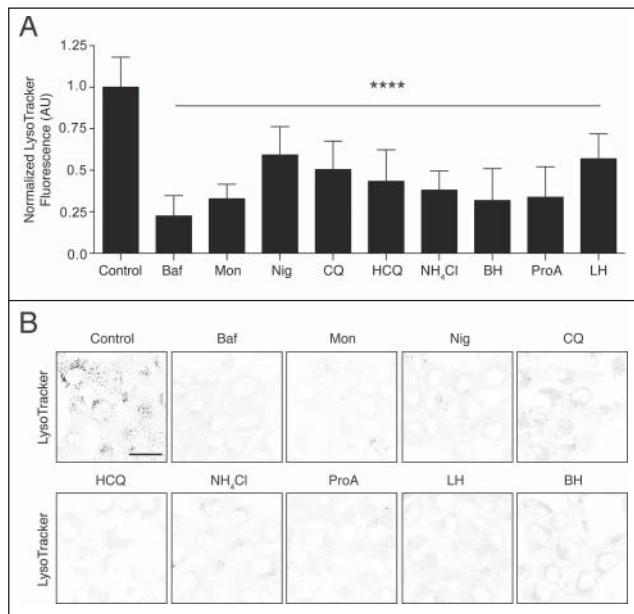 A
Normalized LysoTracker
Fluorescence (AU)
1.25
1.0
0.75
0.5
0.25
0.0
****
Control Baf Mon Nig CQ HCQ NH₄Cl BH ProA LH
B
Control Baf Mon Nig CQ
LysoTracker
HCQ NH₄Cl ProA LH BH
LysoTracker